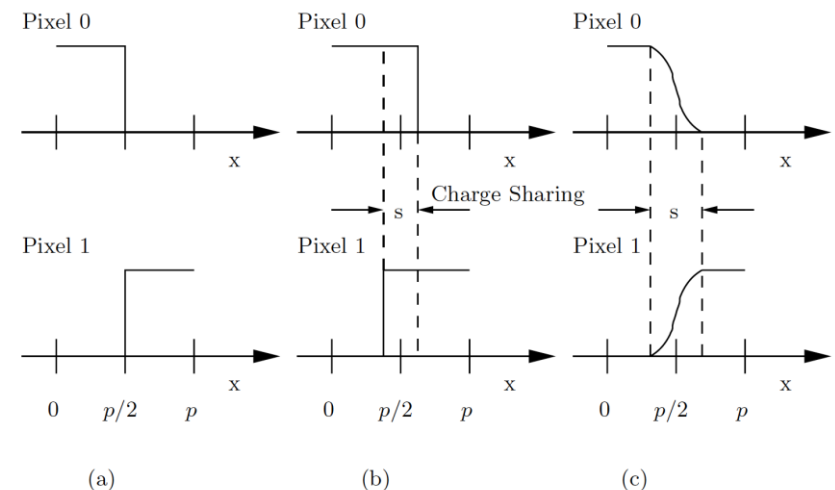 Pixel 0 Pixel 0 Pixel 0
x x x
s Charge Sharing s
Pixel 1 Pixel 1 Pixel 1
x x x
0 p/2 p 0 p/2 p 0 p/2 p
(a) (b) (c)